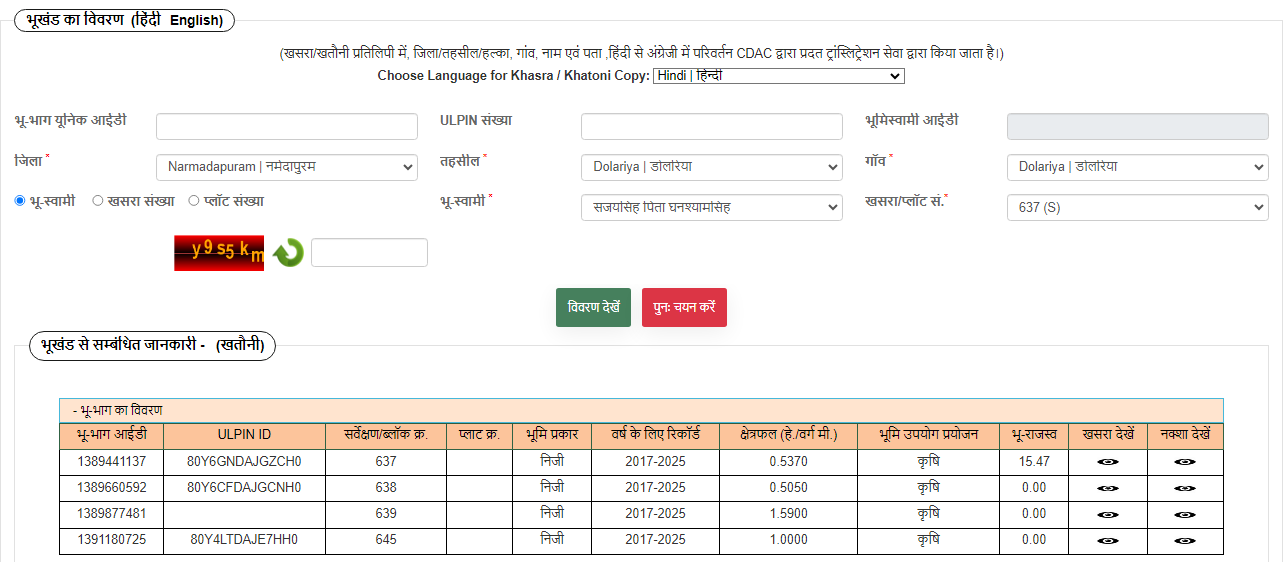 भूखंड का विवरण (हिंदी English)
(खसरा/खतौनी प्रतिलिपी में, जिला/तहसील/हल्का, गांव, नाम एवं पता ,हिंदी से अंग्रेजी में परिवर्तन CDAC द्वारा प्रदत ट्रांस्लिट्रेशन सेवा द्वारा किया जाता है।)
Choose Language for Khasra / Khatoni Copy: Hindi | हिन्दी
भू-भाग यूनिक आईडी ULPIN संख्या भूमिस्वामी आईडी
जिला * Narmadapuram | नर्मदापुरम तहसील * Dolariya | डोलरिया गाँव * Dolariya | डोलरिया
भू-स्वामी खसरा संख्या प्लॉट संख्या भू-स्वामी * संजयसिंह पिता घनश्यामसिंह खसरा/प्लॉट सं.* 637 (S)
y9s5km
विवरण देखें पुनः चयन करें
भूखंड से सम्बंधित जानकारी - (खतौनी)
- भू-भाग का विवरण
भू-भाग आईडी ULPIN ID सर्वेक्षण/ब्लॉक क्र. प्लाट क्र. भूमि प्रकार वर्ष के लिए रिकॉर्ड क्षेत्रफल (हे./वर्ग मी.) भूमि उपयोग प्रयोजन भू-राजस्व खसरा देखें नक्शा देखें
1389441137 80Y6GNDAJGZCH0 637 निजी 2017-2025 0.5370 कृषि 15.47
1389660592 80Y6CFDAJGCNH0 638 निजी 2017-2025 0.5050 कृषि 0.00
1389877481 639 निजी 2017-2025 1.5900 कृषि 0.00
1391180725 80Y4LTDAJE7HH0 645 निजी 2017-2025 1.0000 कृषि 0.00